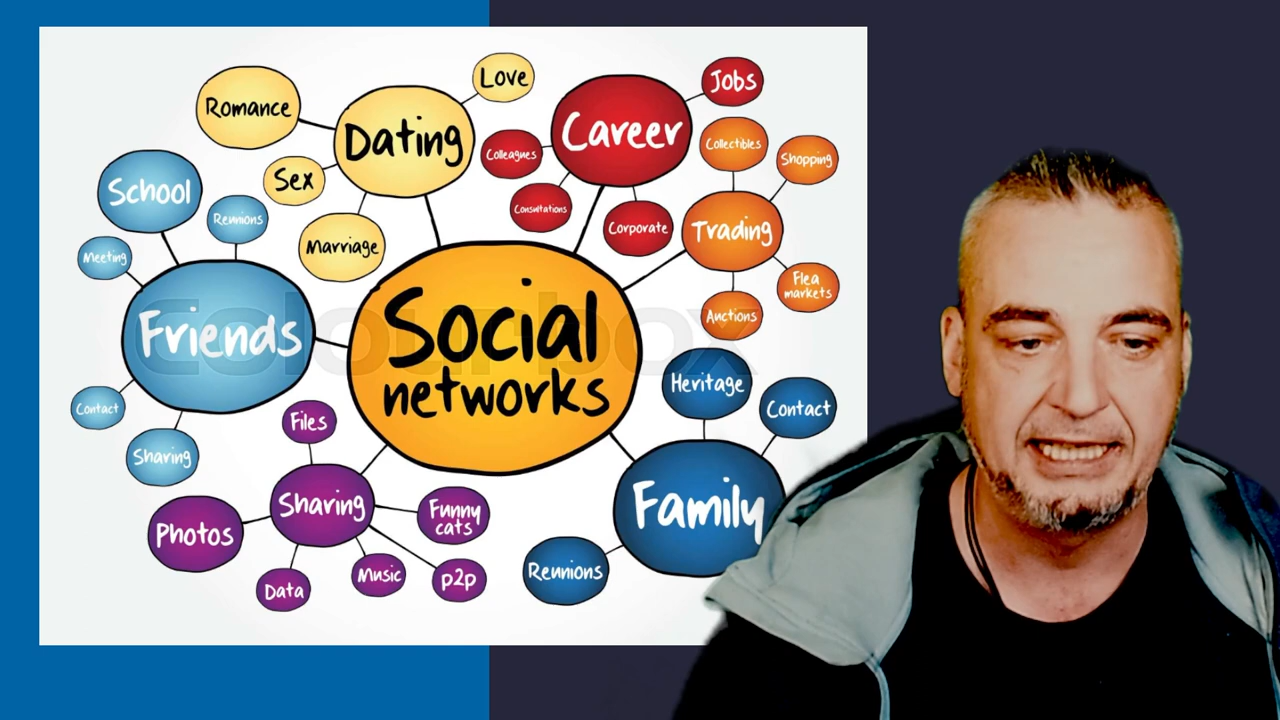 Love
Romance
Dating
Sex
Marriage
Career
Jobs
Colleagues
Consultations
Corporate
Collectibles
Shopping
Trading
Flea
markets
Auctions
School
Reunions
Meeting
Friends
Contact
Sharing
Social
networks
Colourbox
Heritage
Contact
Family
Reunions
Files
Sharing
Photos
Funny
cats
Data
Music
p2p